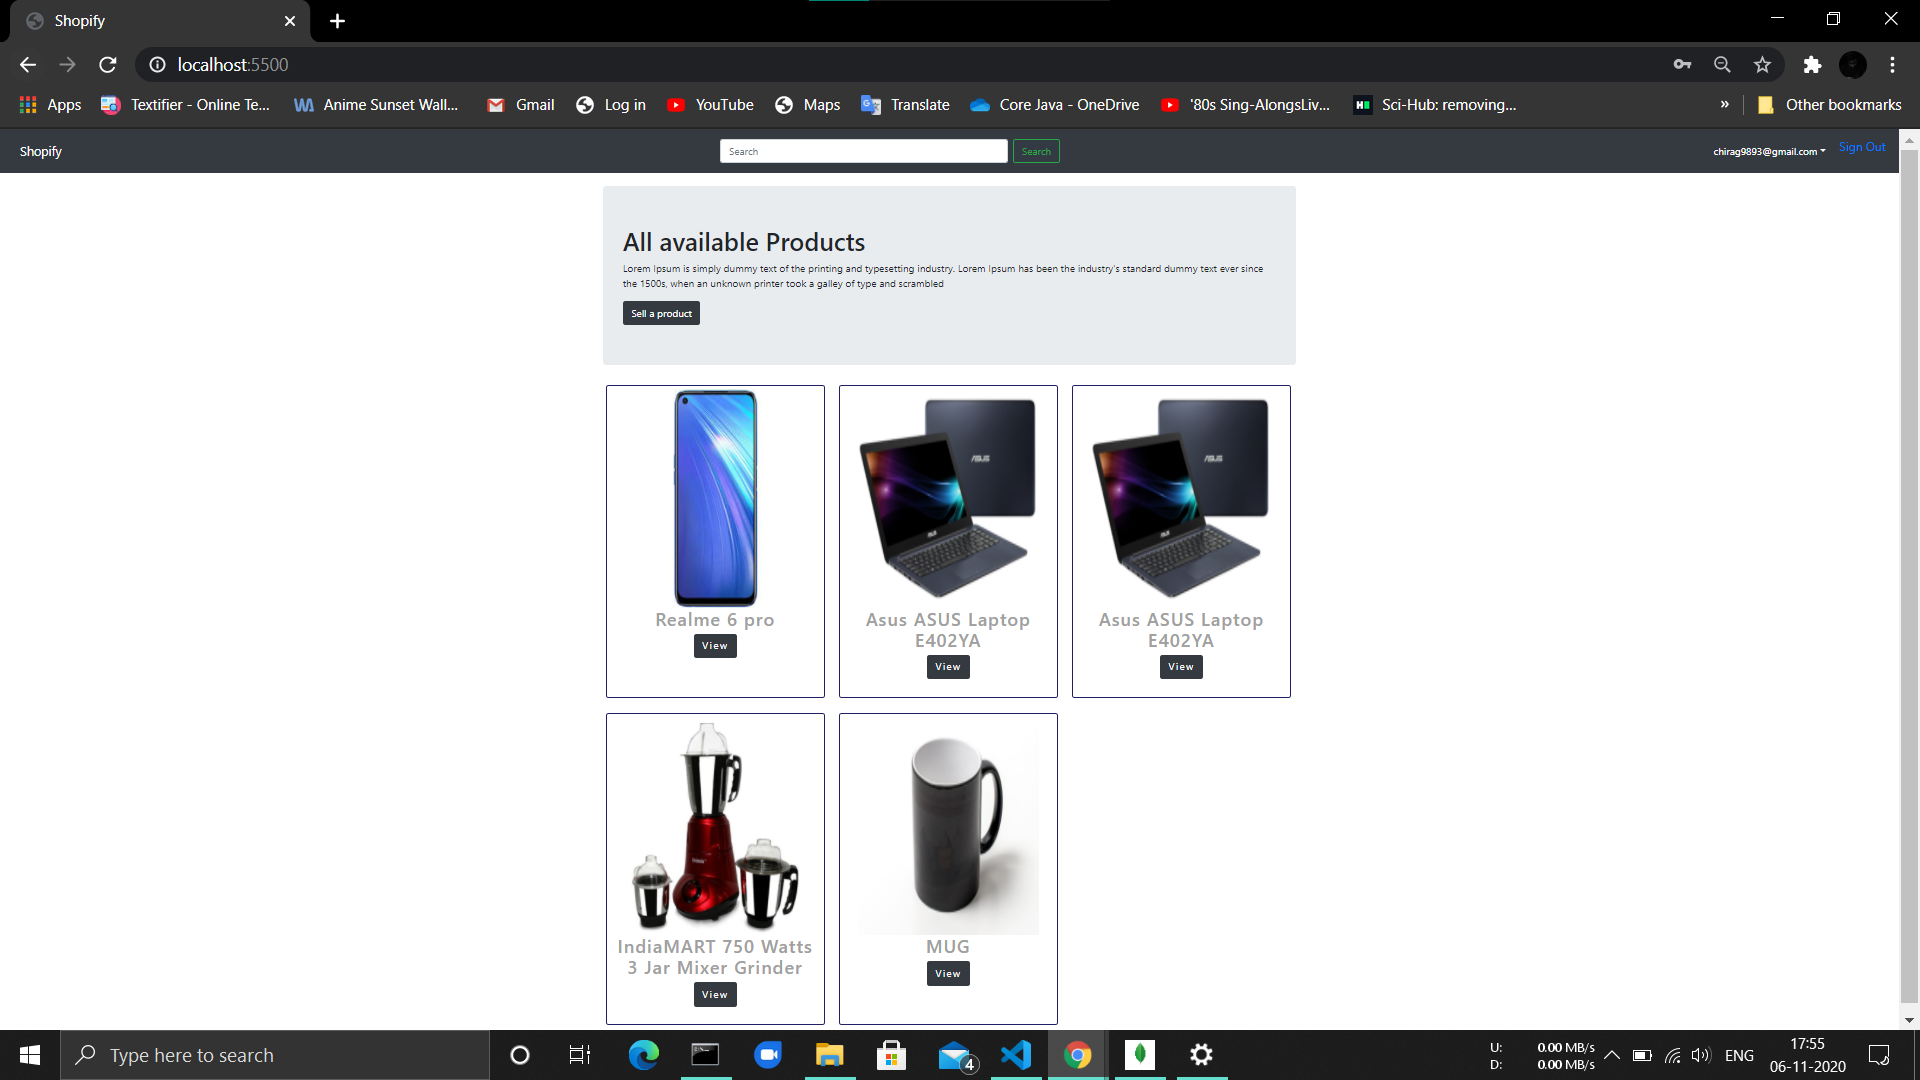 Shopify
localhost:5500
Apps
Textifier - Online Te...
Anime Sunset Wall...
Gmail
Log in
YouTube
Maps
Translate
Core Java - OneDrive
'80s Sing-AlongsLiv...
Sci-Hub: removing...
»
Other bookmarks
Shopify
Search
Search
chirag9893@gmail.com
Sign Out
All available Products
Lorem Ipsum is simply dummy text of the printing and typesetting industry. Lorem Ipsum has been the industry's standard dummy text ever since
the 1500s, when an unknown printer took a galley of type and scrambled
Sell a product
ASUS
ASUS
ASUS
ASUS
Realme 6 pro
View
Asus ASUS Laptop
E402YA
View
Asus ASUS Laptop
E402YA
View
IndiaMART 750 Watts
3 Jar Mixer Grinder
View
MUG
View
Type here to search
4
U: 0.00 MB/s
D: 0.00 MB/s
ENG
17:55
06-11-2020